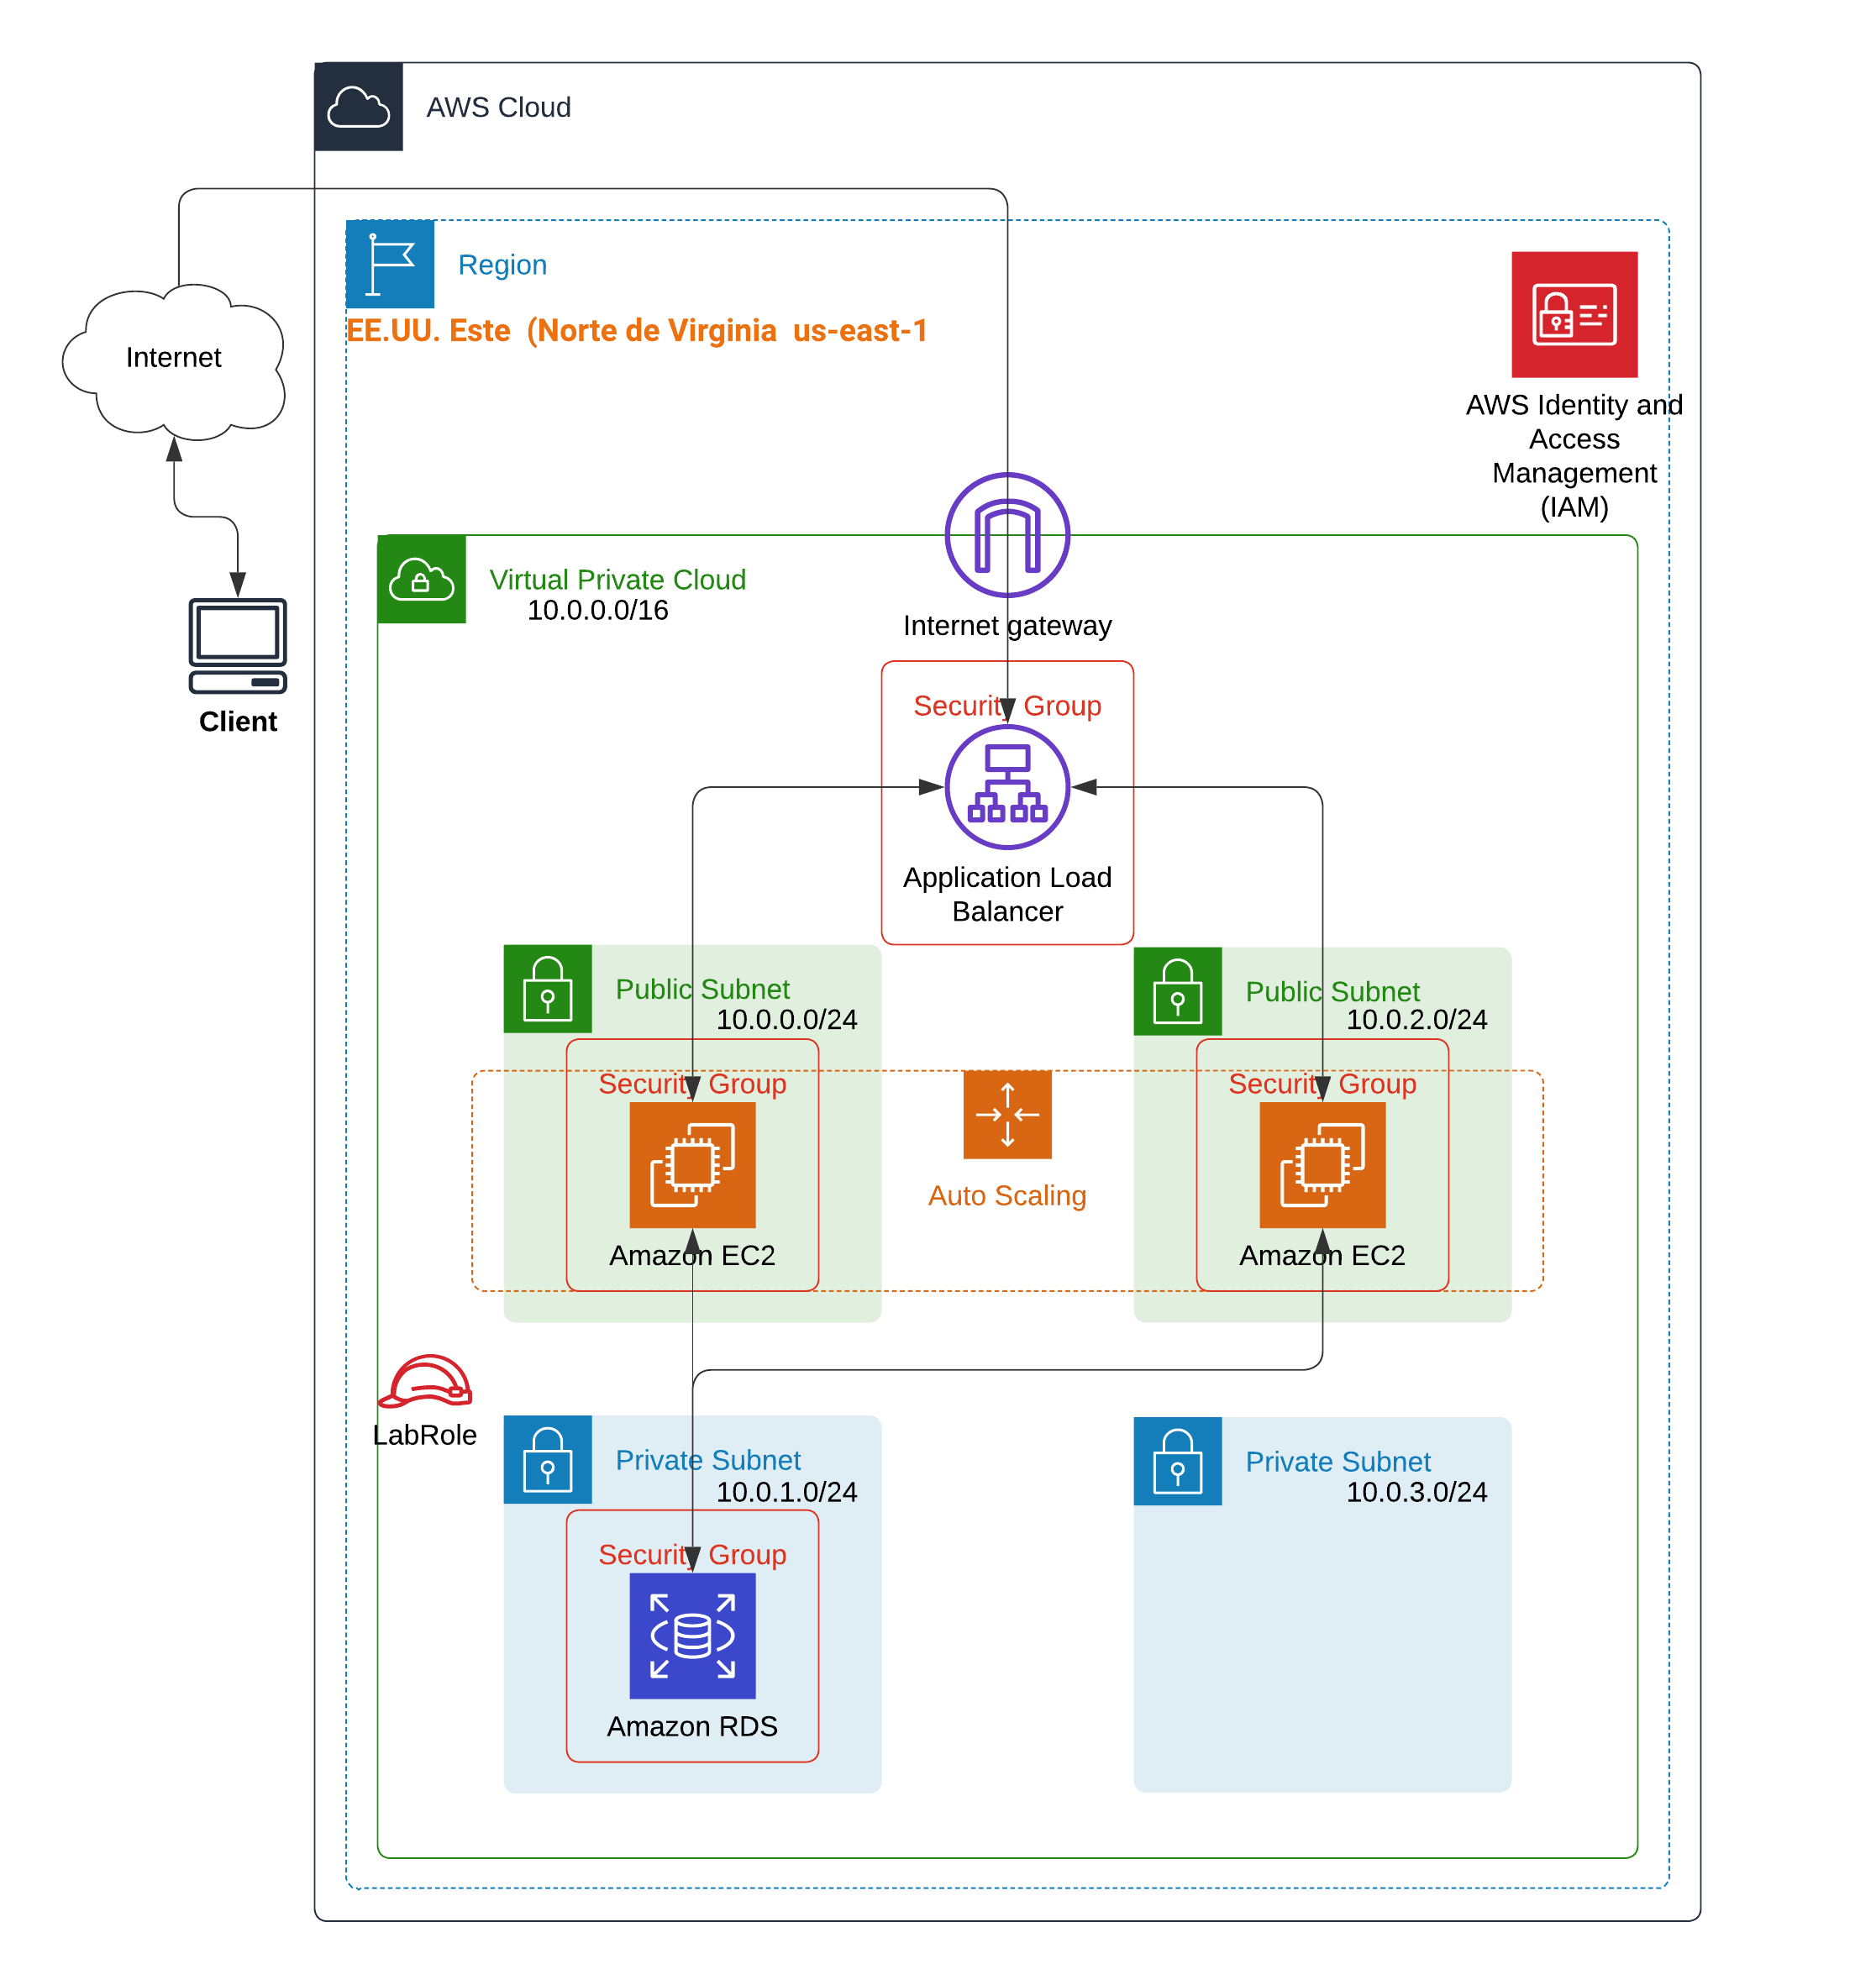 AWS Cloud
Region
EE.UU. Este (Norte de Virginia us-east-1
Internet
AWS Identity and
Access
Management
(IAM)
Virtual Private Cloud
10.0.0.0/16
Internet gateway
Client
Security Group
Application Load
Balancer
Public Subnet
10.0.0.0/24
Public Subnet
10.0.2.0/24
Security Group
Security Group
Auto Scaling
Amazon EC2
Amazon EC2
LabRole
Private Subnet
10.0.1.0/24
Private Subnet
10.0.3.0/24
Security Group
Amazon RDS